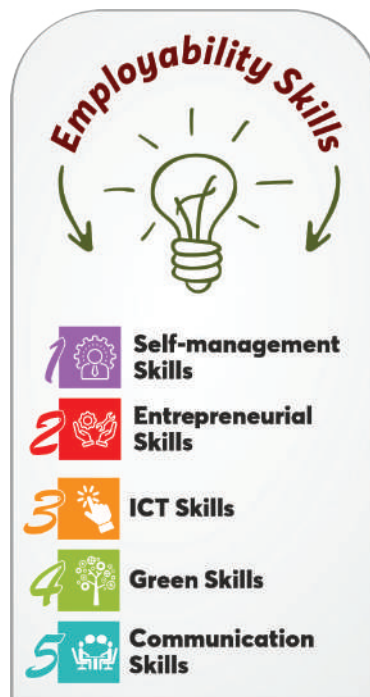 Employability Skills
1 Self-management
Skills
2 Entrepreneurial
Skills
3 ICT Skills
4 Green Skills
5 Communication
Skills